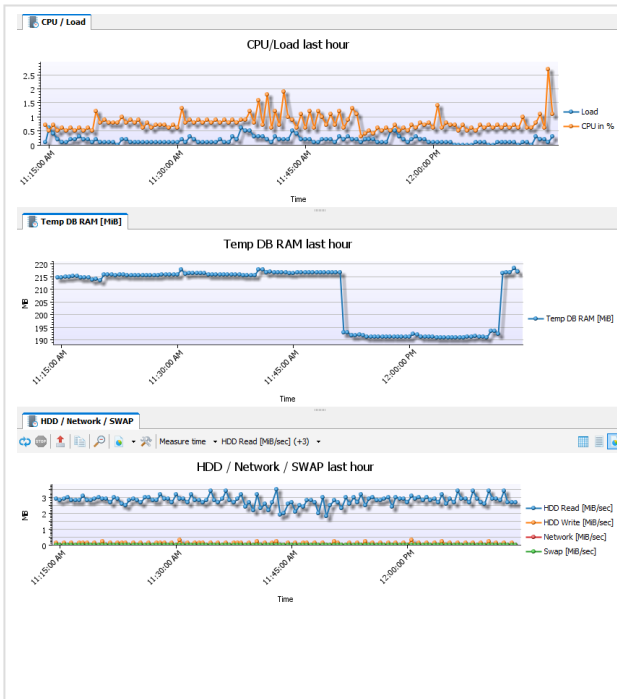 CPU / Load
CPU/Load last hour
2.5
2
1.5
1
0.5
0
11:15:00 AM
11:30:00 AM
11:45:00 AM
12:00:00 PM
Time
Load
CPU in %
Temp DB RAM [MiB]
Temp DB RAM last hour
MB
220
215
210
205
200
195
190
11:15:00 AM
11:30:00 AM
11:45:00 AM
12:00:00 PM
Time
Temp DB RAM [MiB]
HDD / Network / SWAP
Measure time HDD Read [MiB/sec] (+3)
HDD / Network / SWAP last hour
MB
3
2
1
0
11:15:00 AM
11:30:00 AM
11:45:00 AM
12:00:00 PM
Time
HDD Read [MiB/sec]
HDD Write [MiB/sec]
Network [MiB/sec]
Swap [MiB/sec]